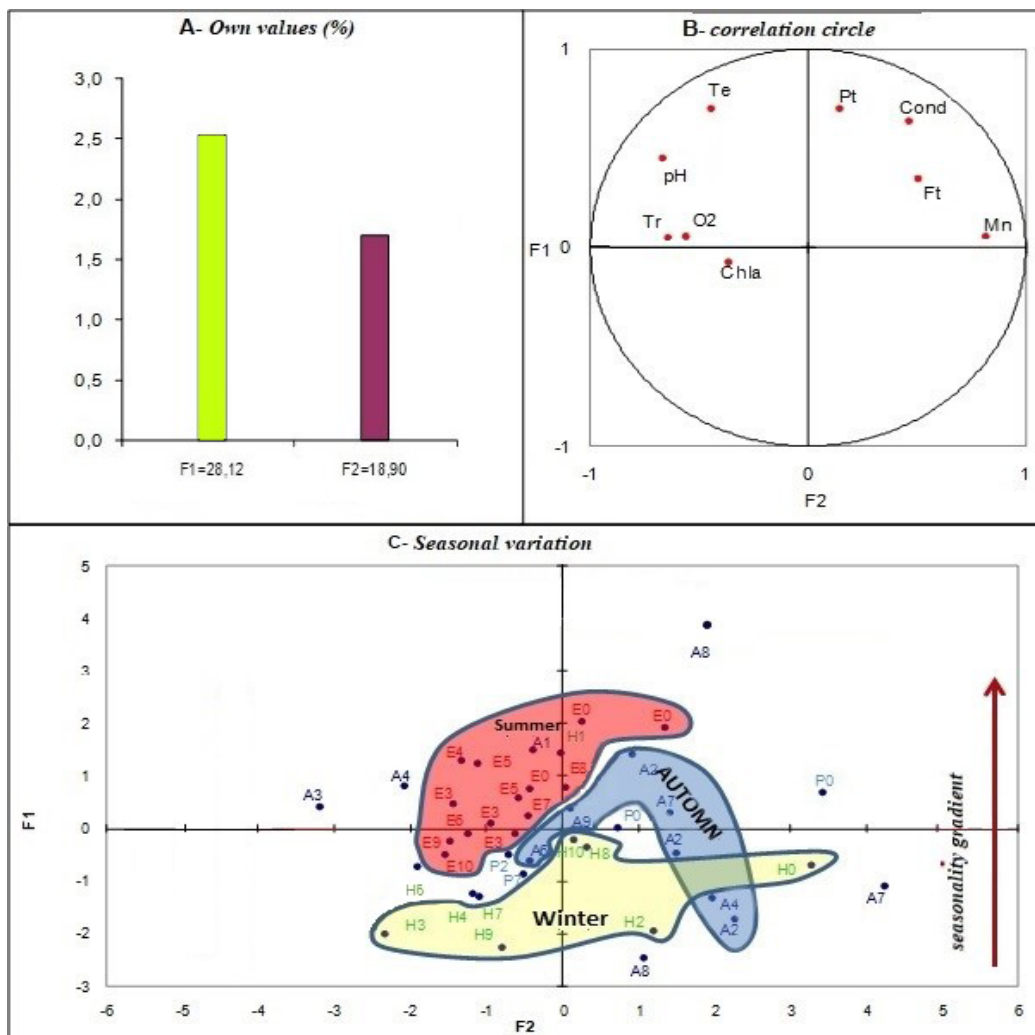 A- Own values (%)
3,0
2,5
2,0
1,5
1,0
0,5
0,0
F1=28,12 F2=18,90
B- correlation circle
1
Te Pt Cond
pH Ft
Tr O2 Mn
F1 0
Chla
-1
-1 0 1
F2
C- Seasonal variation
5
4
A8
3
2
Summer E0 E0
A1 H1
E4 E5 A2
1
A4 E0 E8 AUTOMN P0
A3 E3 E7 A7
E6 E3 A9 P0
0
E9 E3 A2
E10 P2 A6 H10 H8 H0
-1
H6 P7 A7
H4 H7 A4
H3 Winter H2 A2
-2
H9
A8
-3
F1
seasonality gradient
-6 -5 -4 -3 -2 -1 0 1 2 3 4 5 6
F2